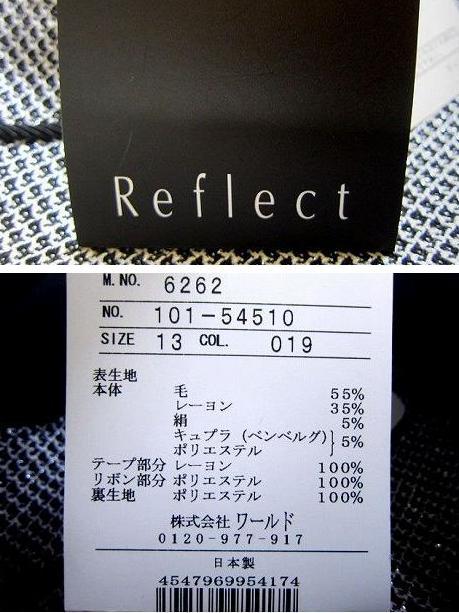 Reflect
M.NO. 6262
NO. 101-54510
SIZE 13 COL. 019
表生地
本体 毛 55%
レーヨン 35%
絹 5%
キュプラ (ベンベルグ)
ポリエステル } 5%
テープ部分 レーヨン 100%
リボン部分 ポリエステル 100%
裏生地 ポリエステル 100%
株式会社 ワールド
0120-977-917
日本製
4547969954174